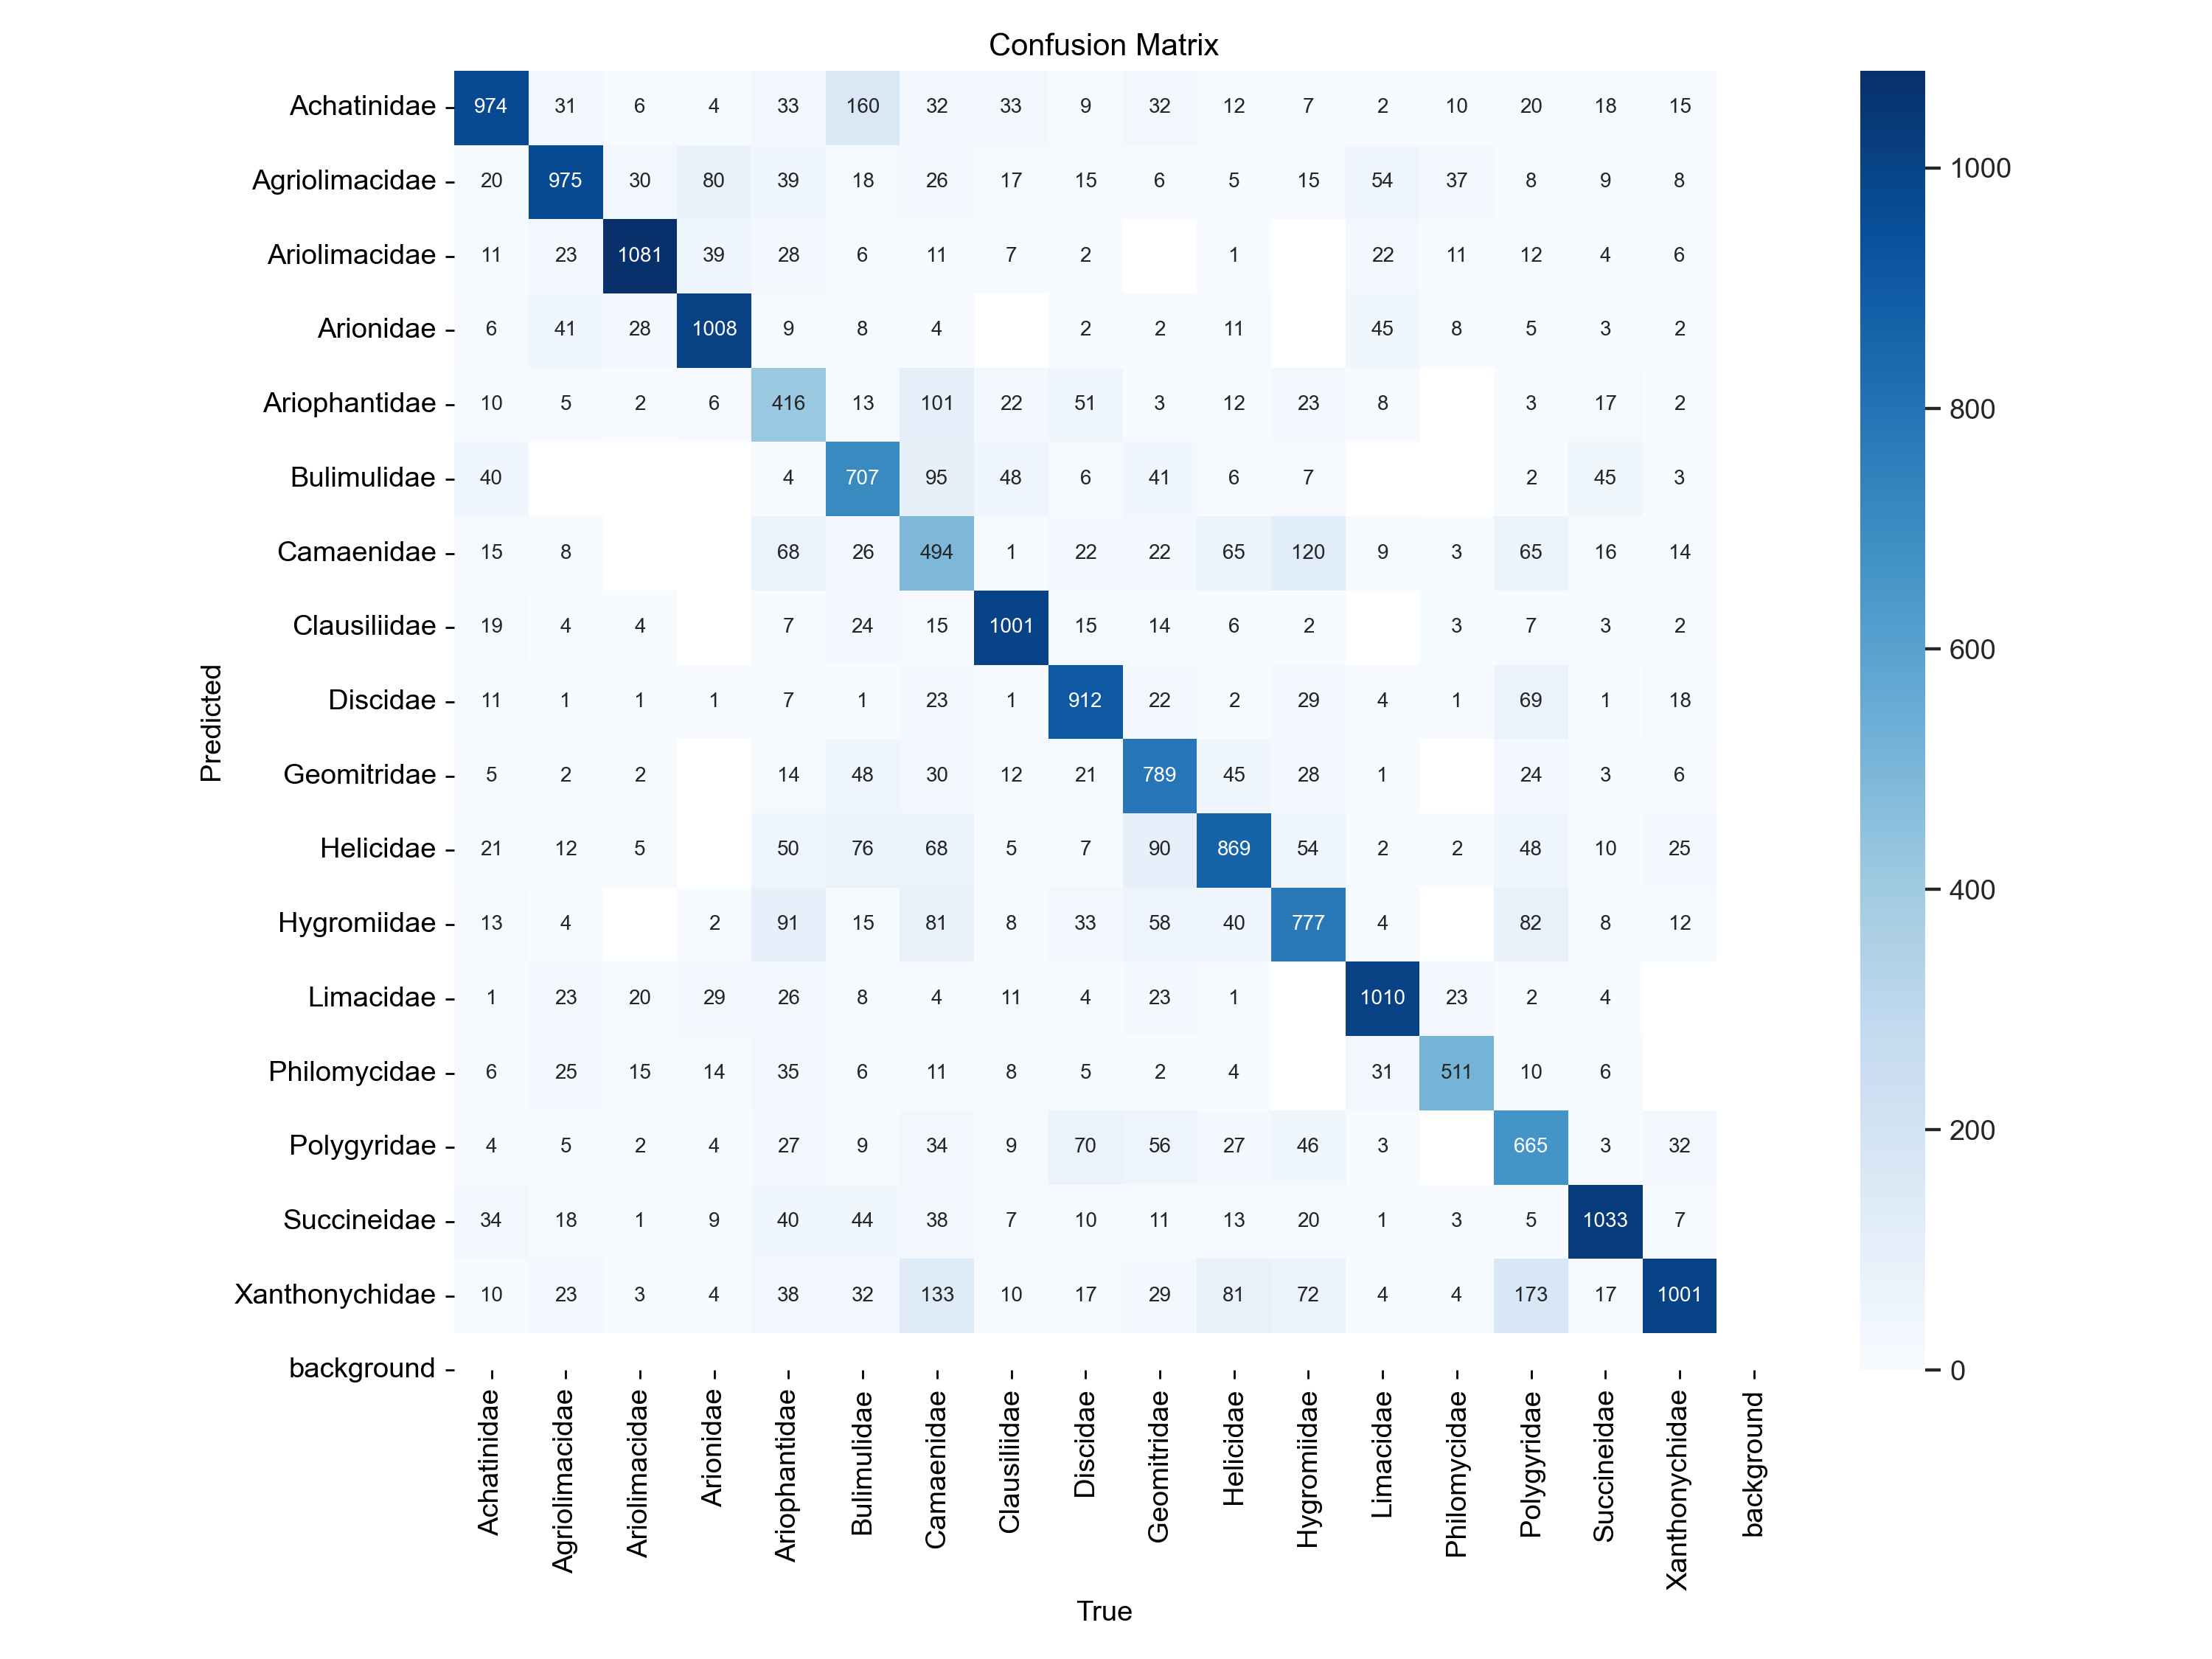 Confusion Matrix
Achatinidae 974 31 6 4 33 160 32 33 9 32 12 7 2 10 20 18 15
Agriolimacidae 20 975 30 80 39 18 26 17 15 6 5 15 54 37 8 9 8
Ariolimacidae 11 23 1081 39 28 6 11 7 2 1 22 11 12 4 6
Arionidae 6 41 28 1008 9 8 4 2 2 11 45 8 5 3 2
Ariophantidae 10 5 2 6 416 13 101 22 51 3 12 23 8 3 17 2
Bulimulidae 40 4 707 95 48 6 41 6 7 2 45 3
Camaenidae 15 8 68 26 494 1 22 22 65 120 9 3 65 16 14
Clausiliidae 19 4 4 7 24 15 1001 15 14 6 2 3 7 3 2
Discidae 11 1 1 1 7 1 23 1 912 22 2 29 4 1 69 1 18
Geomitridae 5 2 2 14 48 30 12 21 789 45 28 1 24 3 6
Helicidae 21 12 5 50 76 68 5 7 90 869 54 2 2 48 10 25
Hygromiidae 13 4 2 91 15 81 8 33 58 40 777 4 82 8 12
Limacidae 1 23 20 29 26 8 4 11 4 23 1 1010 23 2 4
Philomycidae 6 25 15 14 35 6 11 8 5 2 4 31 511 10 6
Polygyridae 4 5 2 4 27 9 34 9 70 56 27 46 3 665 3 32
Succineidae 34 18 1 9 40 44 38 7 10 11 13 20 1 3 5 1033 7
Xanthonychidae 10 23 3 4 38 32 133 10 17 29 81 72 4 4 173 17 1001
background
Predicted
Achatinidae
Agriolimacidae
Ariolimacidae
Arionidae
Ariophantidae
Bulimulidae
Camaenidae
Clausiliidae
Discidae
Geomitridae
Helicidae
Hygromiidae
Limacidae
Philomycidae
Polygyridae
Succineidae
Xanthonychidae
background
True
1000
800
600
400
200
0